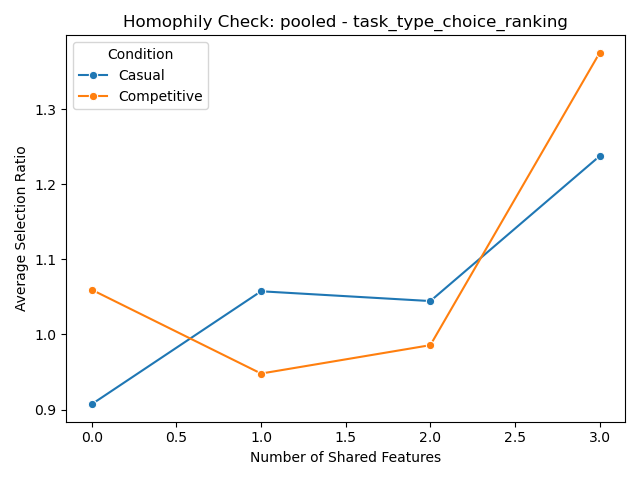 Homophily Check: pooled - task_type_choice_ranking
Condition
Casual
Competitive
Average Selection Ratio
1.3
1.2
1.1
1.0
0.9
0.0 0.5 1.0 1.5 2.0 2.5 3.0
Number of Shared Features